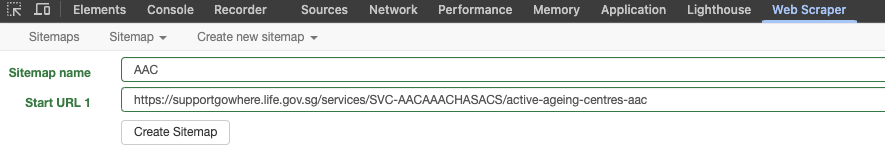 Elements Console Recorder Sources Network Performance Memory Application Lighthouse Web Scraper
Sitemaps Sitemap Create new sitemap
Sitemap name AAC
Start URL 1 https://supportgowhere.life.gov.sg/services/SVC-AACAAACHASACS/active-ageing-centres-aac
Create Sitemap